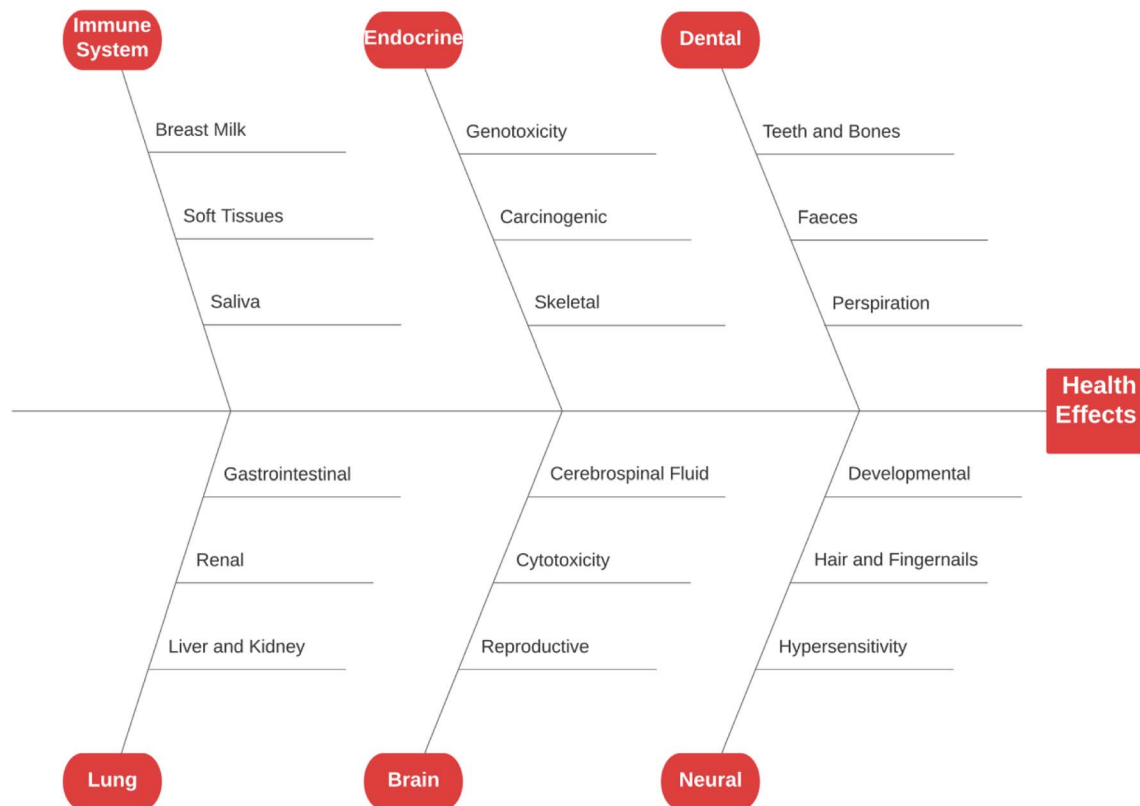 Immune
System
Endocrine
Dental
Breast Milk
Genotoxicity
Teeth and Bones
Soft Tissues
Carcinogenic
Faeces
Saliva
Skeletal
Perspiration
Health
Effects
Gastrointestinal
Cerebrospinal Fluid
Developmental
Renal
Cytotoxicity
Hair and Fingernails
Liver and Kidney
Reproductive
Hypersensitivity
Lung
Brain
Neural